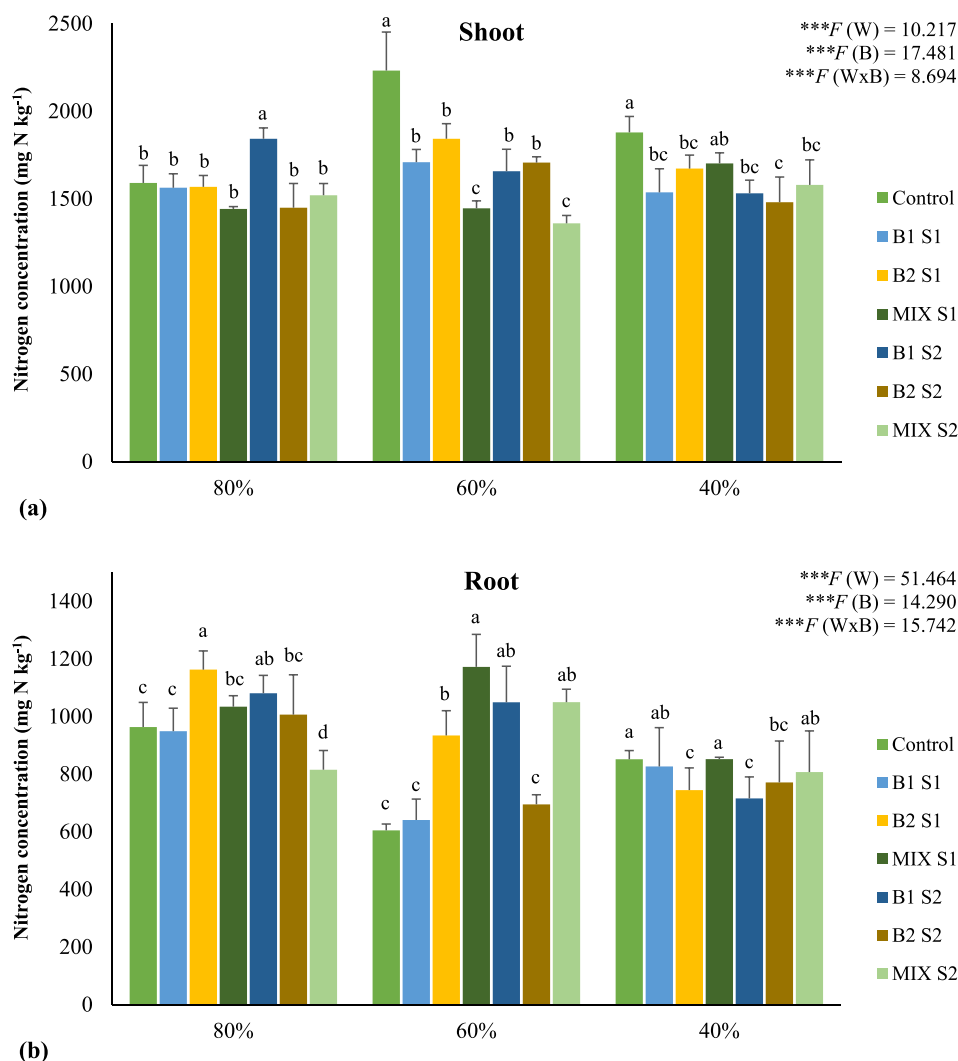 Shoot
***F (W) = 10.217
***F (B) = 17.481
***F (WxB) = 8.694
Nitrogen concentration (mg N kg⁻¹)
2500
2000
1500
1000
500
0
b b b b a b b
a b b c b b c
a bc bc ab bc c bc
80% 60% 40%
Control
B1 S1
B2 S1
MIX S1
B1 S2
B2 S2
MIX S2
(a)
Root
***F (W) = 51.464
***F (B) = 14.290
***F (WxB) = 15.742
Nitrogen concentration (mg N kg⁻¹)
1400
1200
1000
800
600
400
200
0
c c a bc ab bc d
c c b a ab c ab
a ab c a c bc ab
80% 60% 40%
Control
B1 S1
B2 S1
MIX S1
B1 S2
B2 S2
MIX S2
(b)